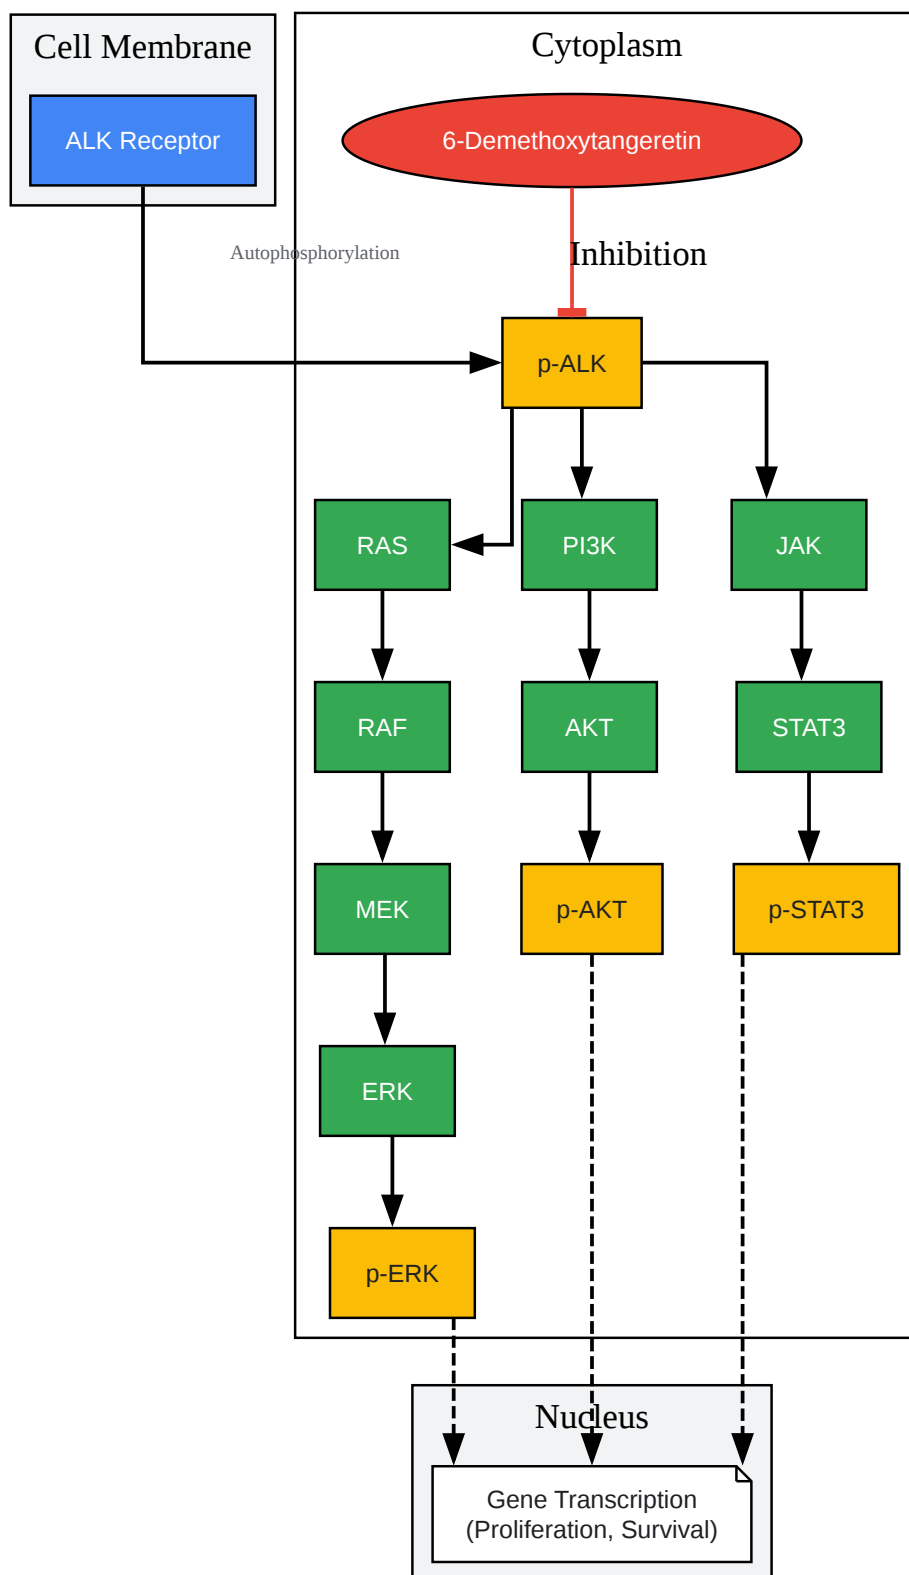 Cell Membrane
Cytoplasm
ALK Receptor
6-Demethoxytangeretin
Autophosphorylation
Inhibition
p-ALK
RAS
PI3K
JAK
RAF
AKT
STAT3
MEK
p-AKT
p-STAT3
ERK
p-ERK
Nucleus
Gene Transcription
(Proliferation, Survival)